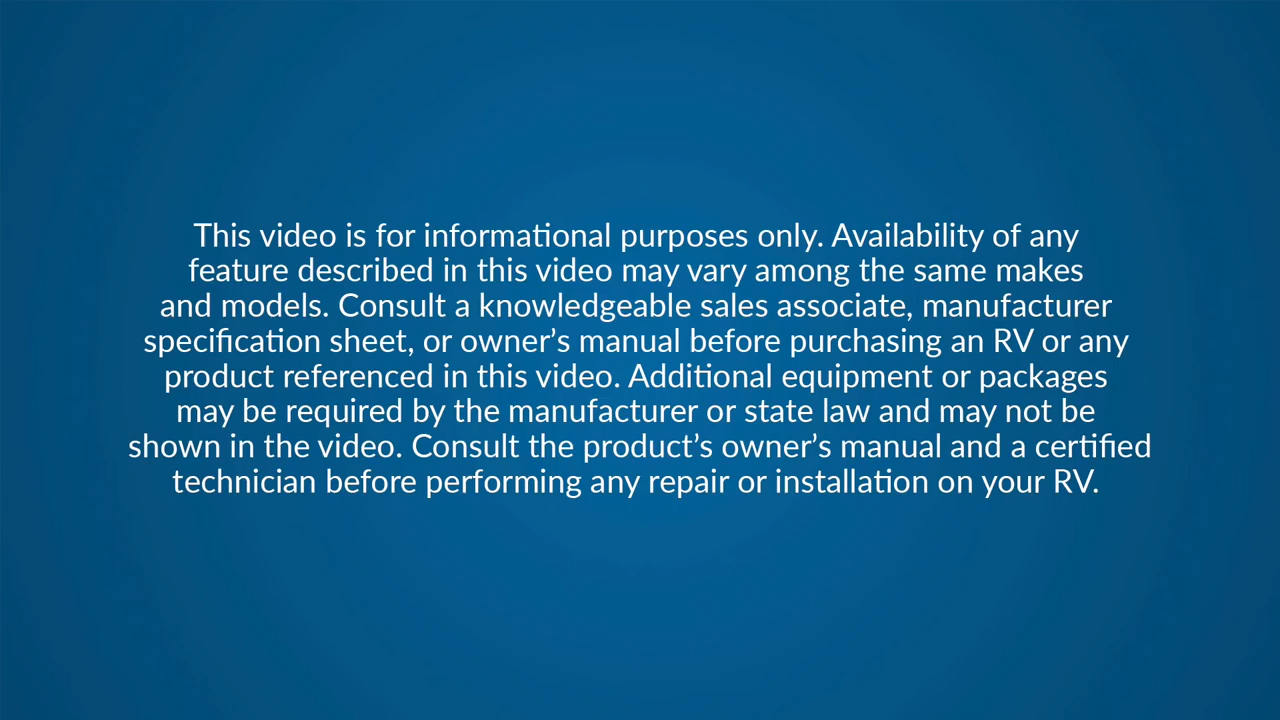 This video is for informational purposes only. Availability of any
feature described in this video may vary among the same makes
and models. Consult a knowledgeable sales associate, manufacturer
specification sheet, or owner’s manual before purchasing an RV or any
product referenced in this video. Additional equipment or packages
may be required by the manufacturer or state law and may not be
shown in the video. Consult the product’s owner’s manual and a certified
technician before performing any repair or installation on your RV.